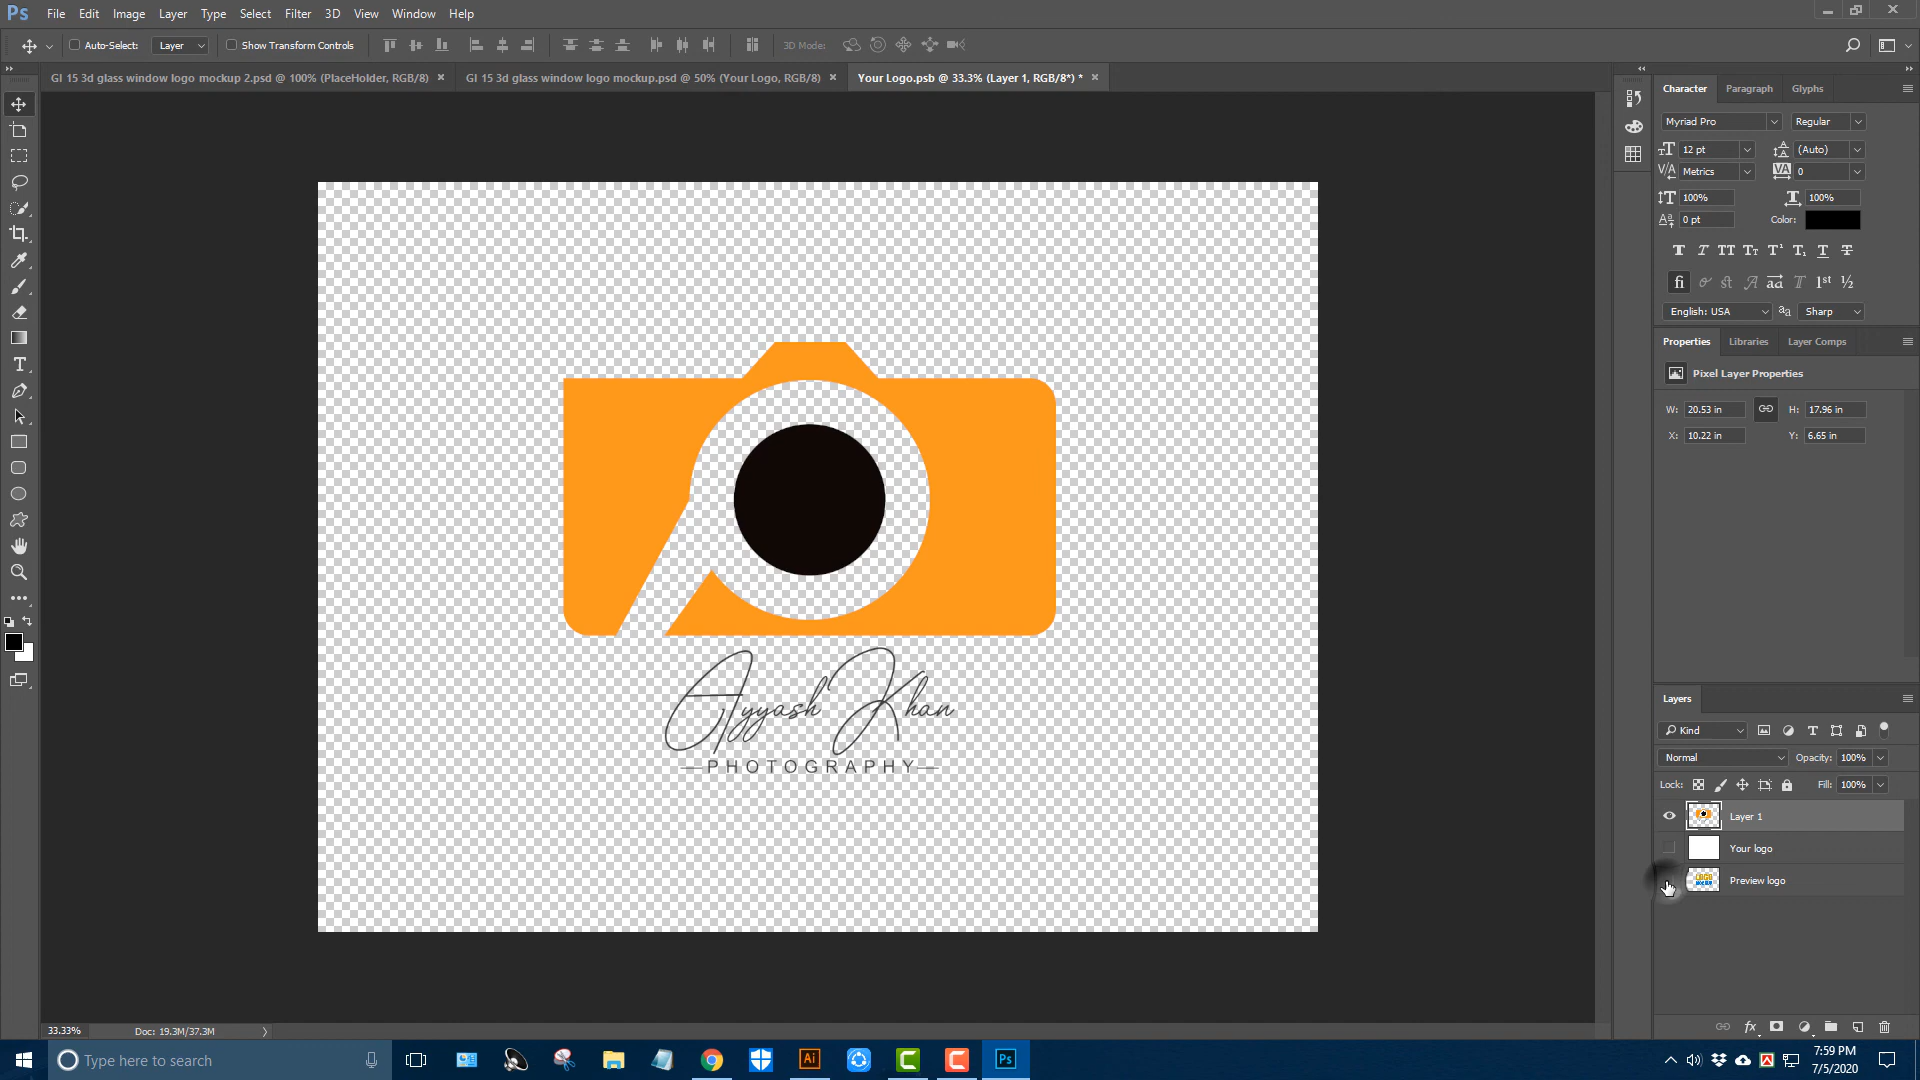 Ps File Edit Image Layer Type Select Filter 3D View Window Help
Auto-Select: Layer Show Transform Controls 3D Mode:
GI 15 3d glass window logo mockup 2.psd @ 100% (PlaceHolder, RGB/8) × GI 15 3d glass window logo mockup.psd @ 50% (Your Logo, RGB/8) × Your Logo.psb @ 33.3% (Layer 1, RGB/8*) * ×
Character Paragraph Glyphs
Myriad Pro Regular
12 pt (Auto)
Metrics 0
100% 100%
0 pt Color:
English: USA Sharp
Properties Libraries Layer Comps
Pixel Layer Properties
W: 20.53 in H: 17.96 in
X: 10.22 in Y: 6.65 in
Ayyash Khan
PHOTOGRAPHY
Layers
Kind
Normal Opacity: 100%
Lock: Fill: 100%
Layer 1
Your logo
Preview logo
33.33% Doc: 19.3M/37.3M
Type here to search Ai Ps 7:59 PM
7/5/2020